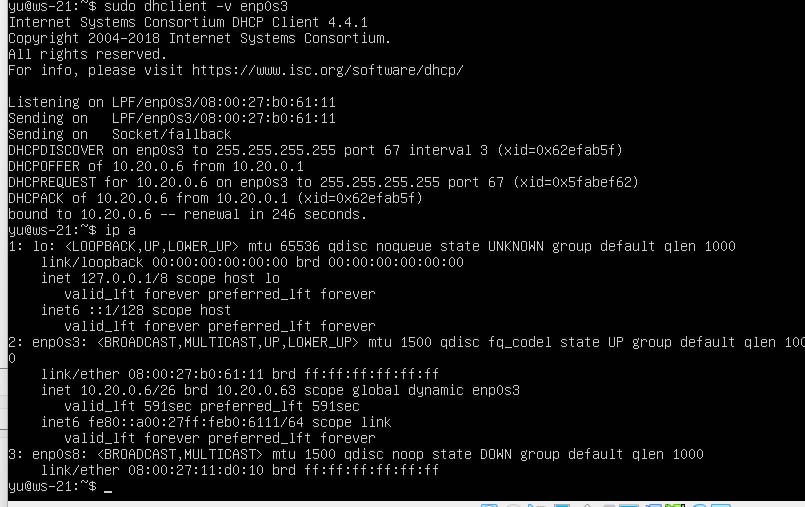 yu@ws-21:~$ sudo dhclient -v enp0s3
Internet Systems Consortium DHCP Client 4.4.1
Copyright 2004-2018 Internet Systems Consortium.
All rights reserved.
For info, please visit https://www.isc.org/software/dhcp/
Listening on LPF/enp0s3/08:00:27:b0:61:11
Sending on   LPF/enp0s3/08:00:27:b0:61:11
Sending on   Socket/fallback
DHCPDISCOVER on enp0s3 to 255.255.255.255 port 67 interval 3 (xid=0x62efab5f)
DHCPOFFER of 10.20.0.6 from 10.20.0.1
DHCPREQUEST for 10.20.0.6 on enp0s3 to 255.255.255.255 port 67 (xid=0x5fabef62)
DHCPACK of 10.20.0.6 from 10.20.0.1 (xid=0x62efab5f)
bound to 10.20.0.6 -- renewal in 246 seconds.
yu@ws-21:~$ ip a
1: lo: <LOOPBACK,UP,LOWER_UP> mtu 65536 qdisc noqueue state UNKNOWN group default qlen 1000
    link/loopback 00:00:00:00:00:00 brd 00:00:00:00:00:00
    inet 127.0.0.1/8 scope host lo
       valid_lft forever preferred_lft forever
    inet6 ::1/128 scope host
       valid_lft forever preferred_lft forever
2: enp0s3: <BROADCAST,MULTICAST,UP,LOWER_UP> mtu 1500 qdisc fq_codel state UP group default qlen 100
0
    link/ether 08:00:27:b0:61:11 brd ff:ff:ff:ff:ff:ff
    inet 10.20.0.6/26 brd 10.20.0.63 scope global dynamic enp0s3
       valid_lft 591sec preferred_lft 591sec
    inet6 fe80::a00:27ff:feb0:6111/64 scope link
       valid_lft forever preferred_lft forever
3: enp0s8: <BROADCAST,MULTICAST> mtu 1500 qdisc noop state DOWN group default qlen 1000
    link/ether 08:00:27:11:d0:10 brd ff:ff:ff:ff:ff:ff
yu@ws-21:~$ _